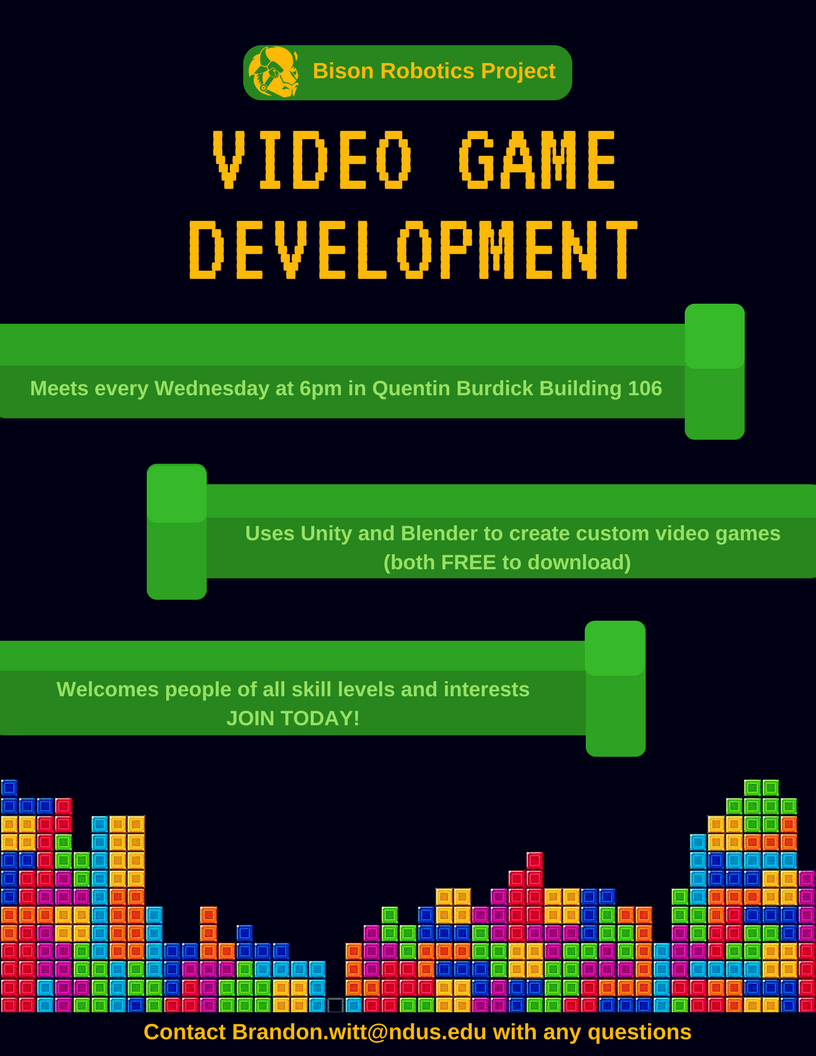 Bison Robotics Project
VIDEO GAME
DEVELOPMENT
Meets every Wednesday at 6pm in Quentin Burdick Building 106
Uses Unity and Blender to create custom video games
(both FREE to download)
Welcomes people of all skill levels and interests
JOIN TODAY!
Contact Brandon.witt@ndus.edu with any questions